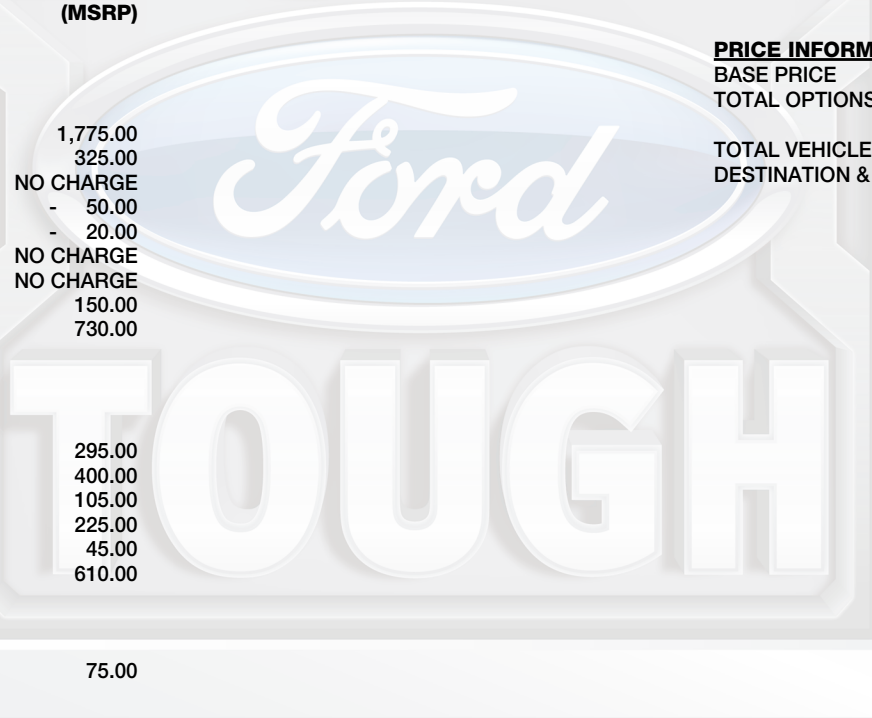 (MSRP)
1,775.00
325.00
NO CHARGE
- 50.00
- 20.00
NO CHARGE
NO CHARGE
150.00
730.00
295.00
400.00
105.00
225.00
45.00
610.00
75.00
PRICE INFORM
BASE PRICE
TOTAL OPTIONS
TOTAL VEHICLE
DESTINATION &
Ford
TOUGH